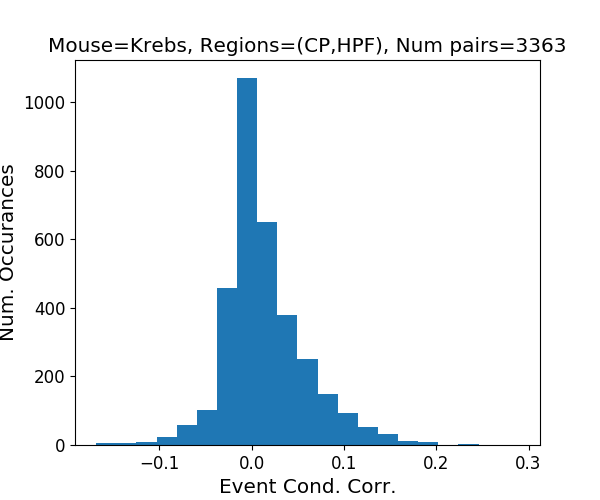 Mouse=Krebs, Regions=(CP,HPF), Num pairs=3363
Num. Occurances
1000
800
600
400
200
0
−0.1 0.0 0.1 0.2 0.3
Event Cond. Corr.